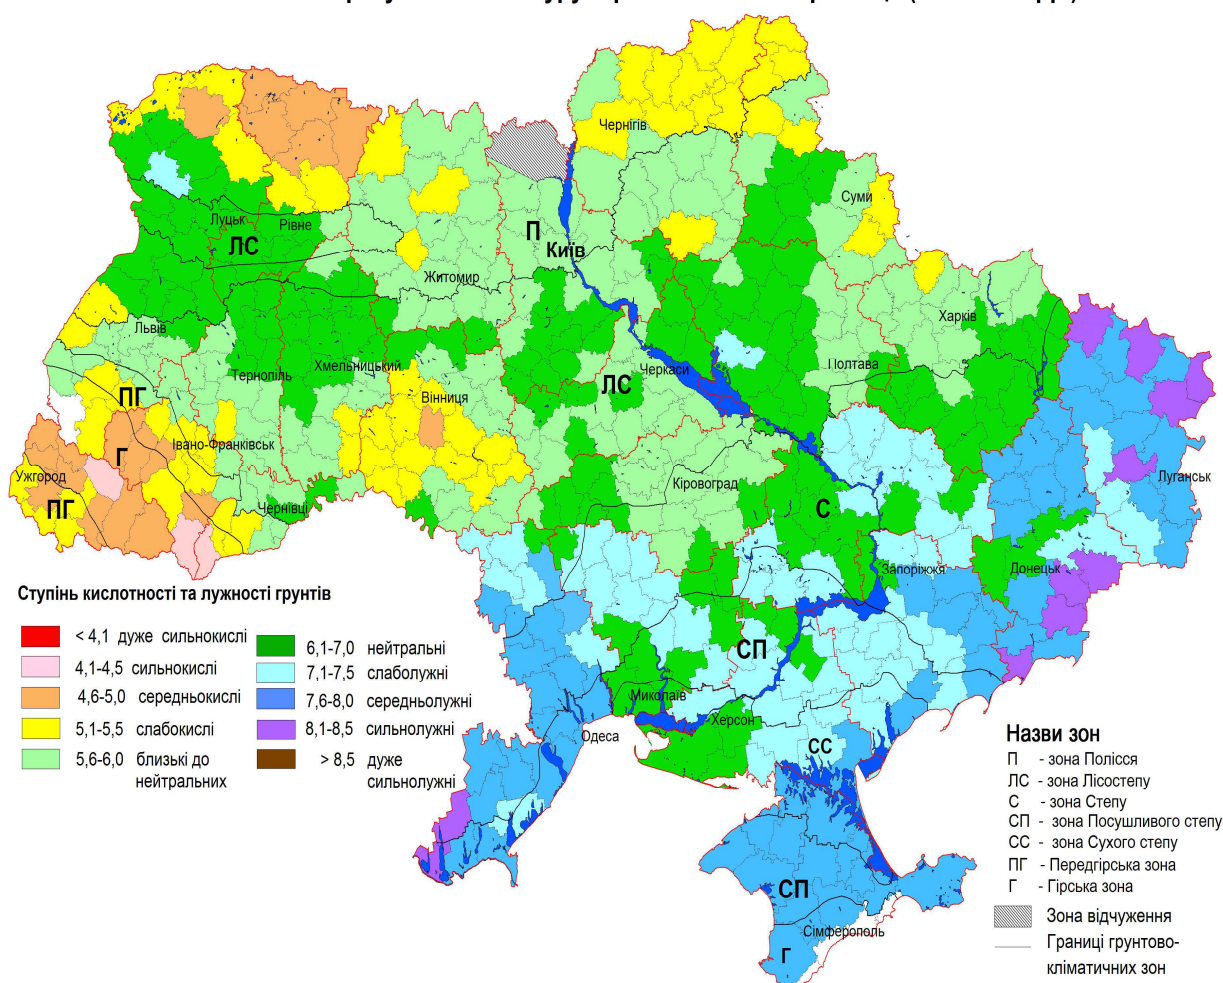 Чернігів
Суми
Луцьк
Рівне
ЛС
П
Київ
Житомир
Харків
Львів
Хмельницький
Тернопіль
ЛС
Черкаси
Полтава
ПГ
Вінниця
Г
Івано-Франківськ
Ужгород
Луганськ
Кіровоград
ПГ
Чернівці
С
Запоріжжя
Донецьк
СП
Миколаїв
Херсон
Одеса
СС
СП
Сімферополь
Г
Ступінь кислотності та лужності грунтів
< 4,1 дуже сильнокислі
4,1-4,5 сильнокислі
4,6-5,0 середньокислі
5,1-5,5 слабокислі
5,6-6,0 близькі до
нейтральних
6,1-7,0 нейтральні
7,1-7,5 слаболужні
7,6-8,0 середньолужні
8,1-8,5 сильнолужні
> 8,5 дуже
сильнолужні
Назви зон
П - зона Полісся
ЛС - зона Лісостепу
С - зона Степу
СП - зона Посушливого степу
СС - зона Сухого степу
ПГ - Передгірська зона
Г - Гірська зона
Зона відчуження
Границі грунтово-
кліматичних зон